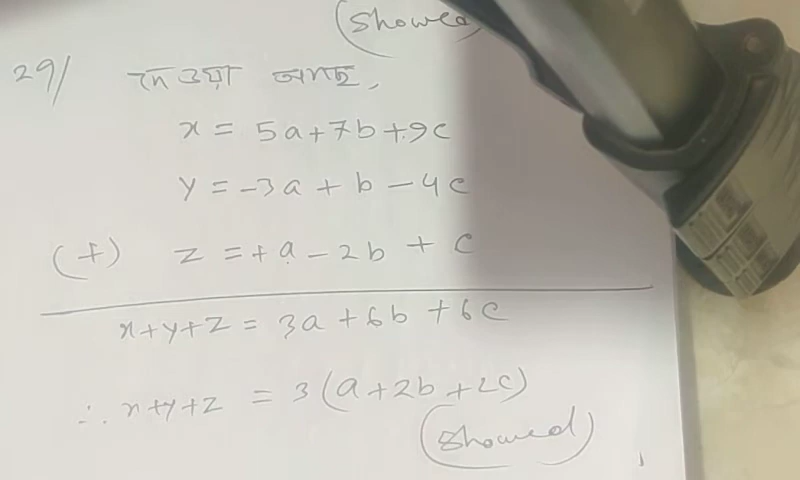 (Showed
29/ দেওয়া আছে,
x = 5a+7b+9c
y = -3a + b - 4c
(+) z = +a - 2b + c
x+y+z = 3a +6b +6c
∴ x+y+z = 3(a+2b+2c)
(Showed)